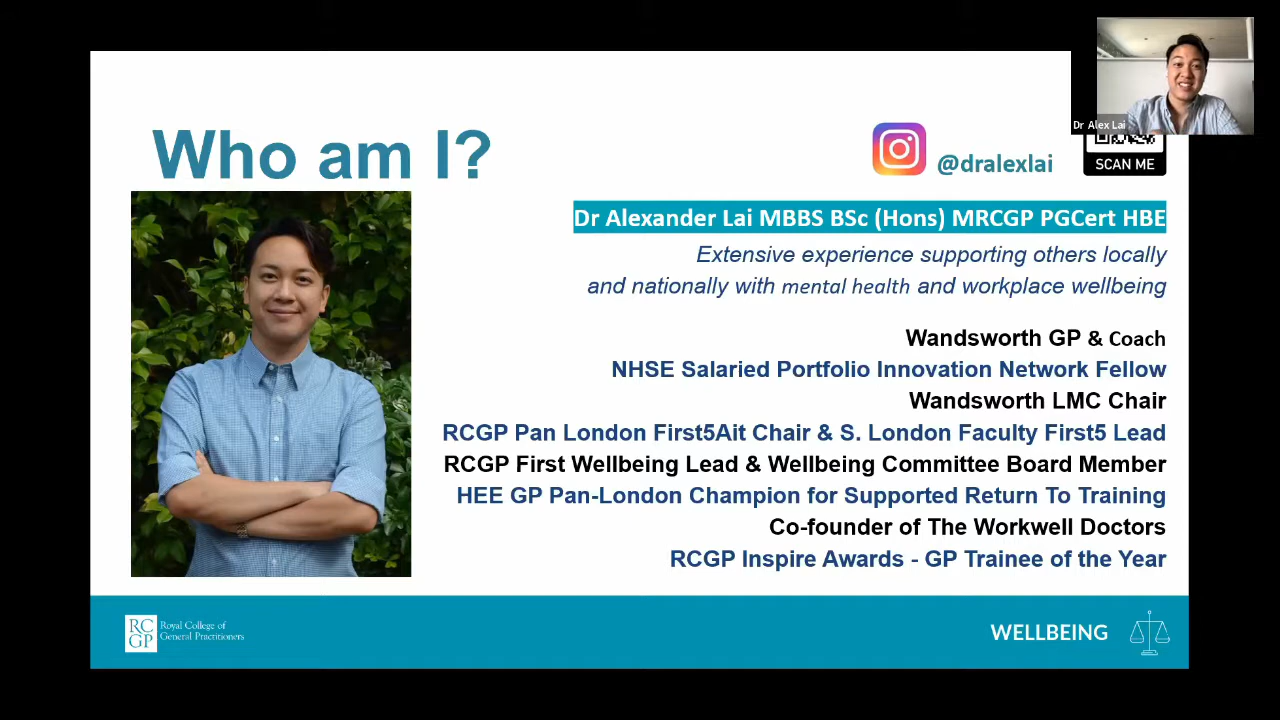 Dr Alex Lai
Who am I?
@dralexlai
SCAN ME
Dr Alexander Lai MBBS BSc (Hons) MRCGP PGCert HBE
Extensive experience supporting others locally
and nationally with mental health and workplace wellbeing
Wandsworth GP & Coach
NHSE Salaried Portfolio Innovation Network Fellow
Wandsworth LMC Chair
RCGP Pan London First5Ait Chair & S. London Faculty First5 Lead
RCGP First Wellbeing Lead & Wellbeing Committee Board Member
HEE GP Pan-London Champion for Supported Return To Training
Co-founder of The Workwell Doctors
RCGP Inspire Awards - GP Trainee of the Year
RC
GP
Royal College of
General Practitioners
WELLBEING